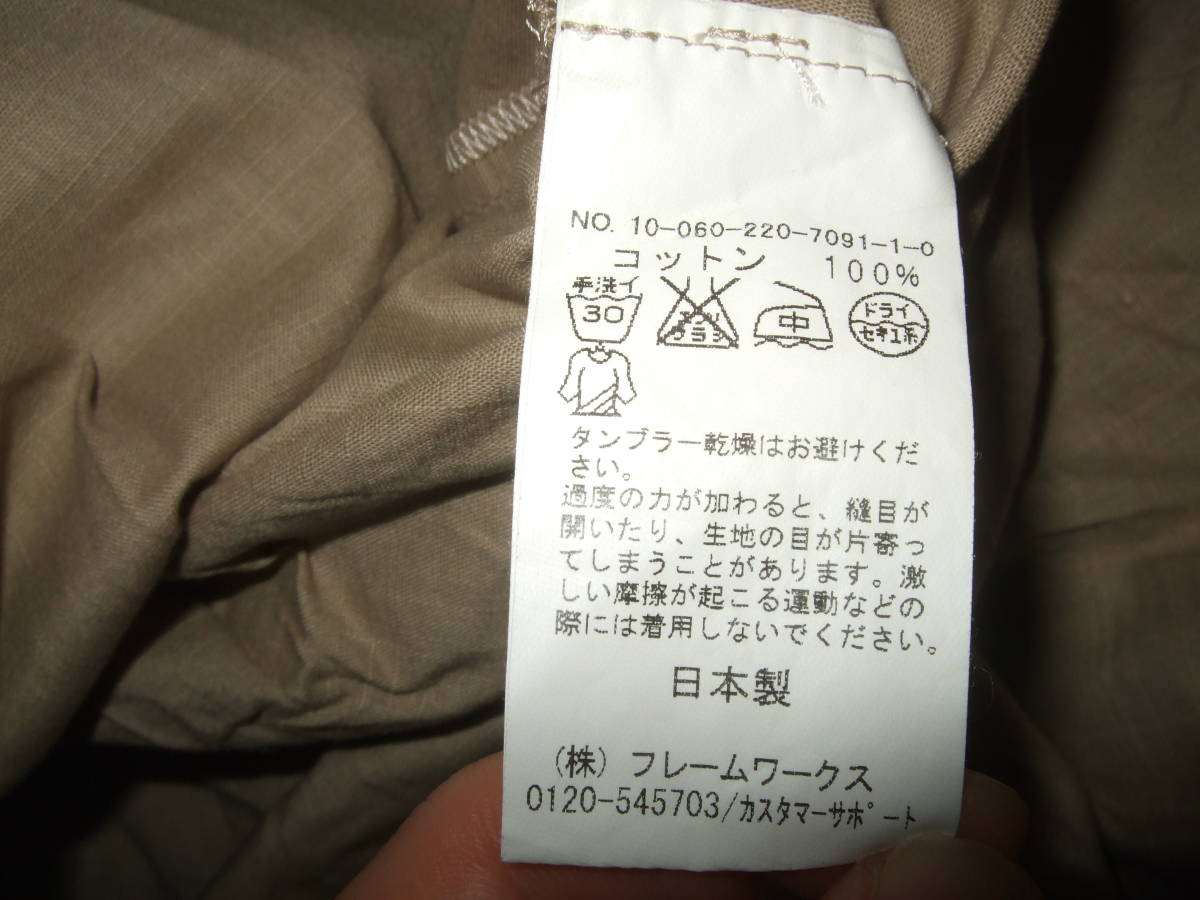 NO. 10-060-220-7091-1-0
コットン 100%
手洗イ
30
エンソ
サラシ
中
ドライ
セキユ系
タンブラー乾燥はお避けくだ
さい。
過度の力が加わると、縫目が
開いたり、生地の目が片寄っ
てしまうことがあります。激
しい摩擦が起こる運動などの
際には着用しないでください。
日本製
(株) フレームワークス
0120-545703/カスタマーサポート